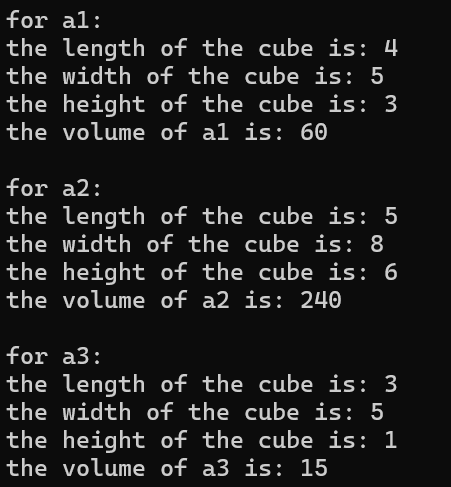 for a1:
the length of the cube is: 4
the width of the cube is: 5
the height of the cube is: 3
the volume of a1 is: 60
for a2:
the length of the cube is: 5
the width of the cube is: 8
the height of the cube is: 6
the volume of a2 is: 240
for a3:
the length of the cube is: 3
the width of the cube is: 5
the height of the cube is: 1
the volume of a3 is: 15